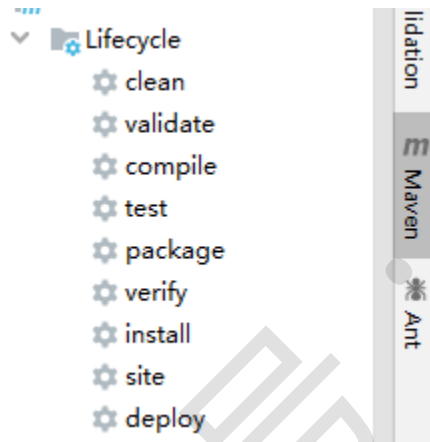 Lifecycle
clean
validate
compile
test
package
verify
install
site
deploy
lidation
m
Maven
Ant